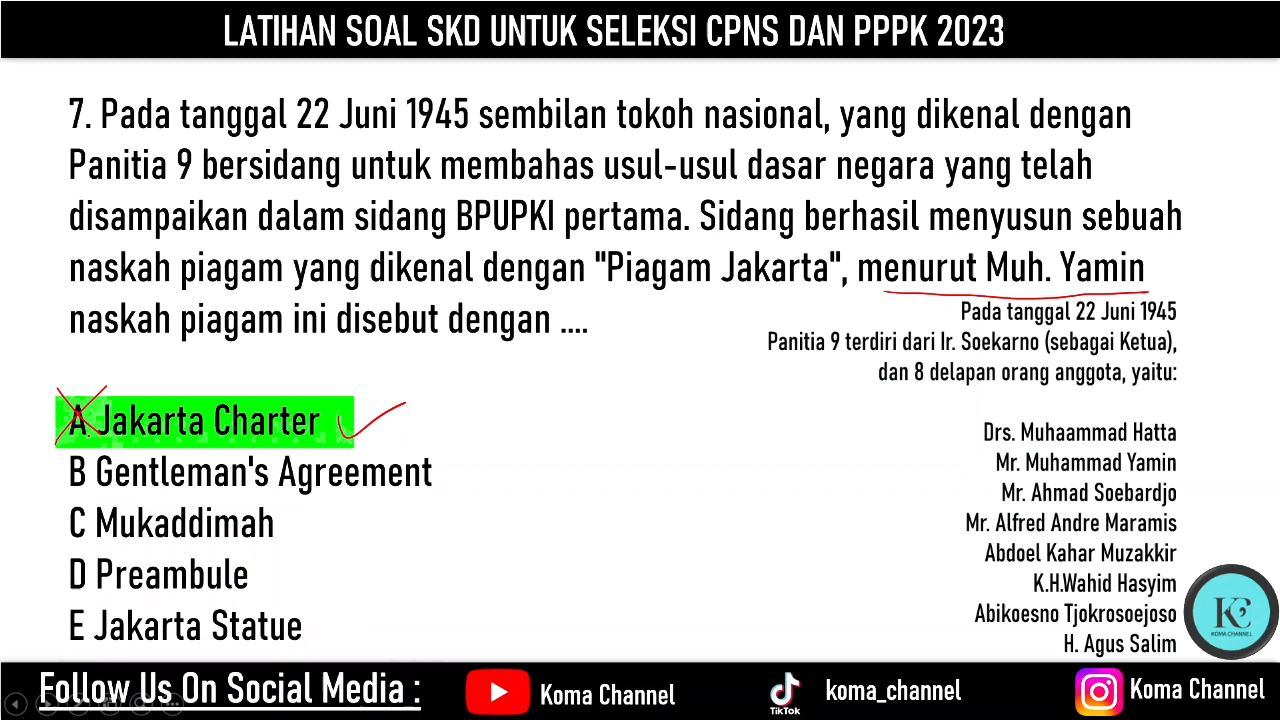 LATIHAN SOAL SKD UNTUK SELEKSI CPNS DAN PPPK 2023
7. Pada tanggal 22 Juni 1945 sembilan tokoh nasional, yang dikenal dengan
Panitia 9 bersidang untuk membahas usul-usul dasar negara yang telah
disampaikan dalam sidang BPUPKI pertama. Sidang berhasil menyusun sebuah
naskah piagam yang dikenal dengan "Piagam Jakarta", menurut Muh. Yamin
naskah piagam ini disebut dengan ....
Pada tanggal 22 Juni 1945
Panitia 9 terdiri dari Ir. Soekarno (sebagai Ketua),
dan 8 delapan orang anggota, yaitu:
Drs. Muhaammad Hatta
Mr. Muhammad Yamin
Mr. Ahmad Soebardjo
Mr. Alfred Andre Maramis
Abdoel Kahar Muzakkir
K.H.Wahid Hasyim
Abikoesno Tjokrosoejoso
H. Agus Salim
A Jakarta Charter
B Gentleman's Agreement
C Mukaddimah
D Preambule
E Jakarta Statue
KC
KOMA CHANNEL
Follow Us On Social Media :
Koma Channel
TikTok
koma_channel
Koma Channel